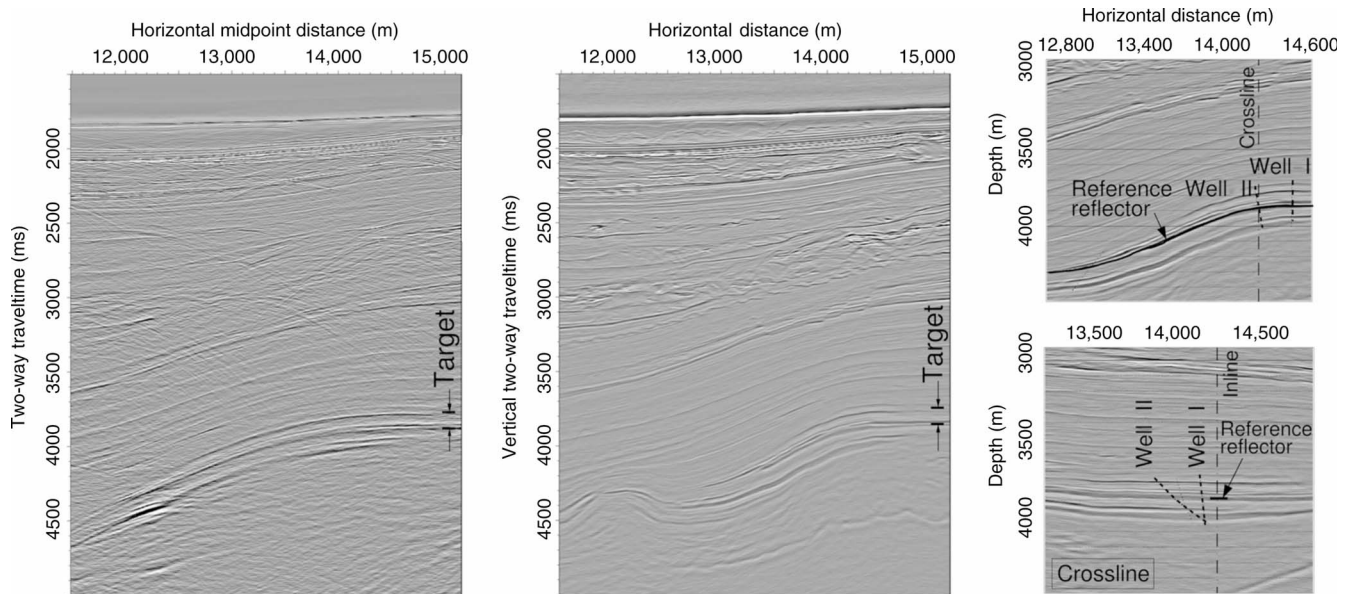 Horizontal midpoint distance (m)
12,000 13,000 14,000 15,000
Two-way traveltime (ms)
2000
2500
3000
3500
4000
4500
Target
Horizontal distance (m)
12,000 13,000 14,000 15,000
Vertical two-way traveltime (ms)
2000
2500
3000
3500
4000
4500
Target
Horizontal distance (m)
12,800 13,400 14,000 14,600
Depth (m)
3000
3500
4000
Crossline
Well I
Reference
reflector
Well II
13,500 14,000 14,500
Depth (m)
3000
3500
4000
Inline
Well II
Well I
Reference
reflector
Crossline